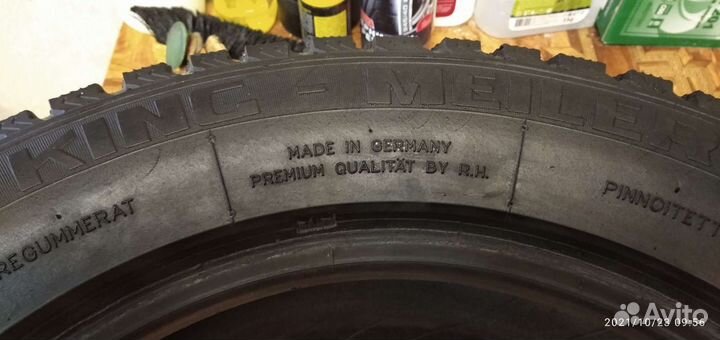 KING - MEILER
MADE IN GERMANY
PREMIUM QUALITÄT BY R.H.
REGUMMERAT
PINNOITETT
Avito
2021/10/23 09:56